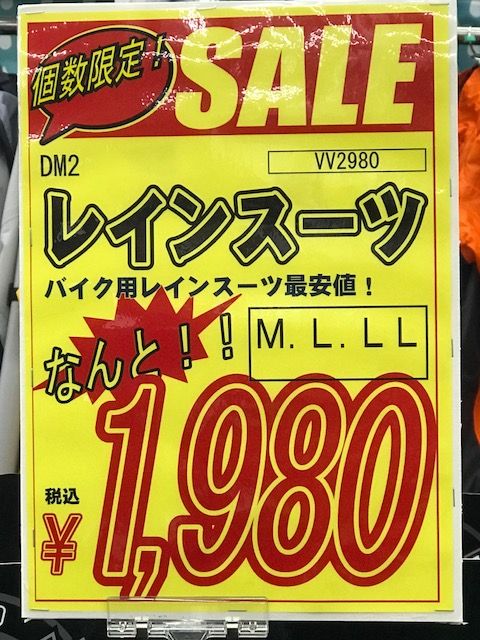 個数限定！
SALE
DM2
VV2980
レインスーツ
バイク用レインスーツ最安値！
なんと！！
M. L. LL
税込
¥1,980